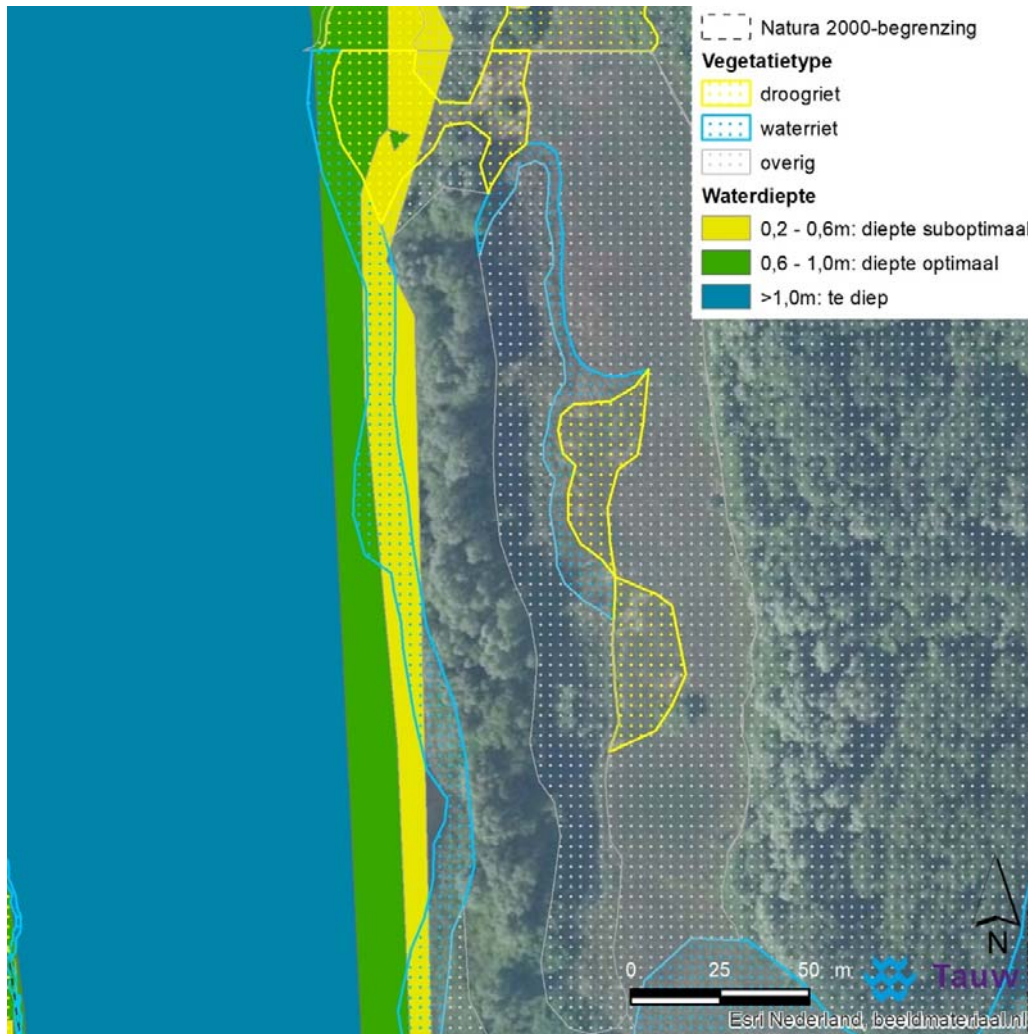 Natura 2000-begrenzing
Vegetatietype
droogriet
waterriet
overig
Waterdiepte
0,2 - 0,6m: diepte suboptimaal
0,6 - 1,0m: diepte optimaal
>1,0m: te diep
N
0 25 50 m
Tauw
Esri Nederland, beeldmateriaal.nl